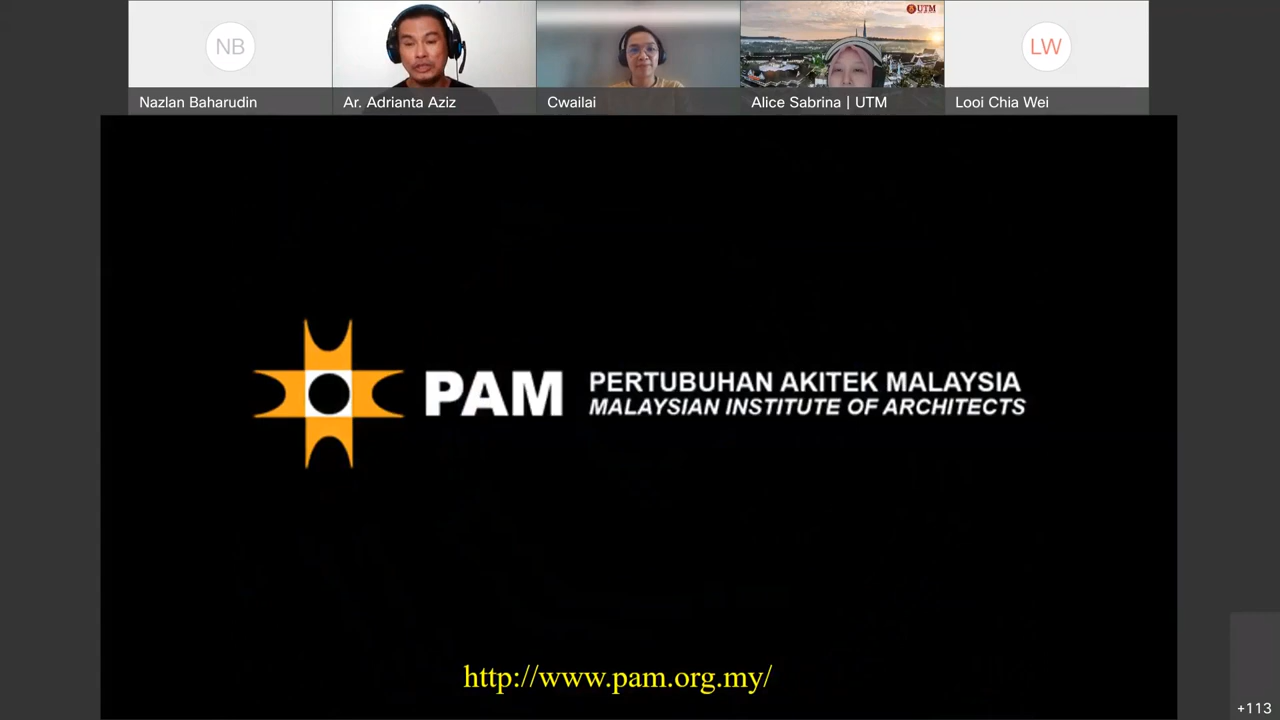 UTM
NB
LW
Nazlan Baharudin
Ar. Adrianta Aziz
Cwailai
Alice Sabrina | UTM
Looi Chia Wei
PAM
PERTUBUHAN AKITEK MALAYSIA
MALAYSIAN INSTITUTE OF ARCHITECTS
http://www.pam.org.my/
+113